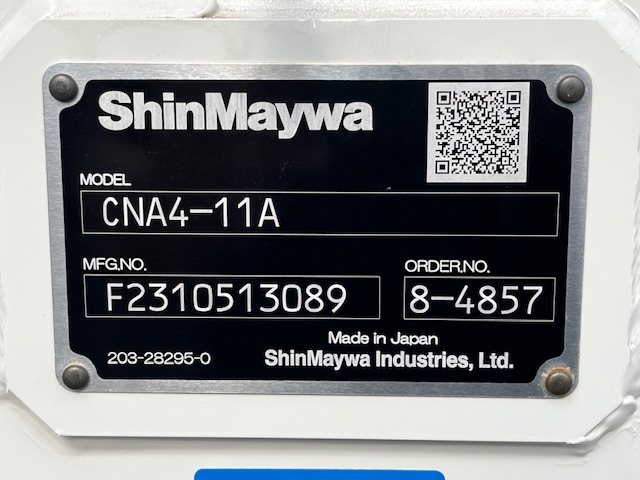 ShinMaywa
MODEL
CNA4-11A
MFG.NO.
F2310513089
ORDER.NO.
8-4857
203-28295-0
Made in Japan
ShinMaywa Industries, Ltd.